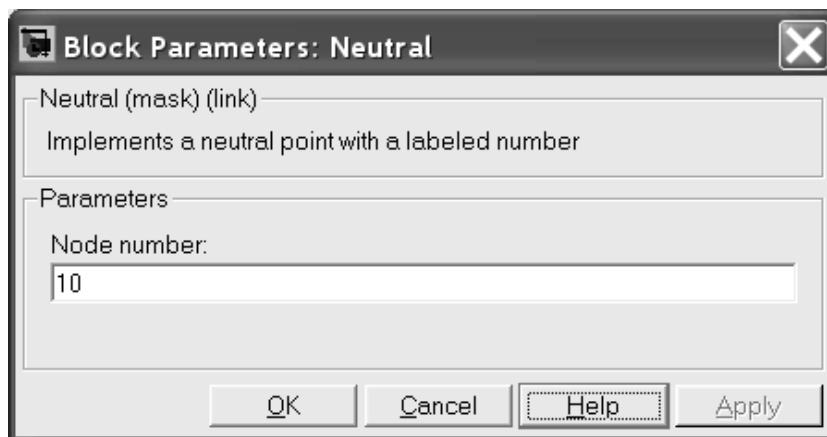 Block Parameters: Neutral
Neutral (mask) (link)
Implements a neutral point with a labeled number
Parameters
Node number:
10
OK Cancel Help Apply